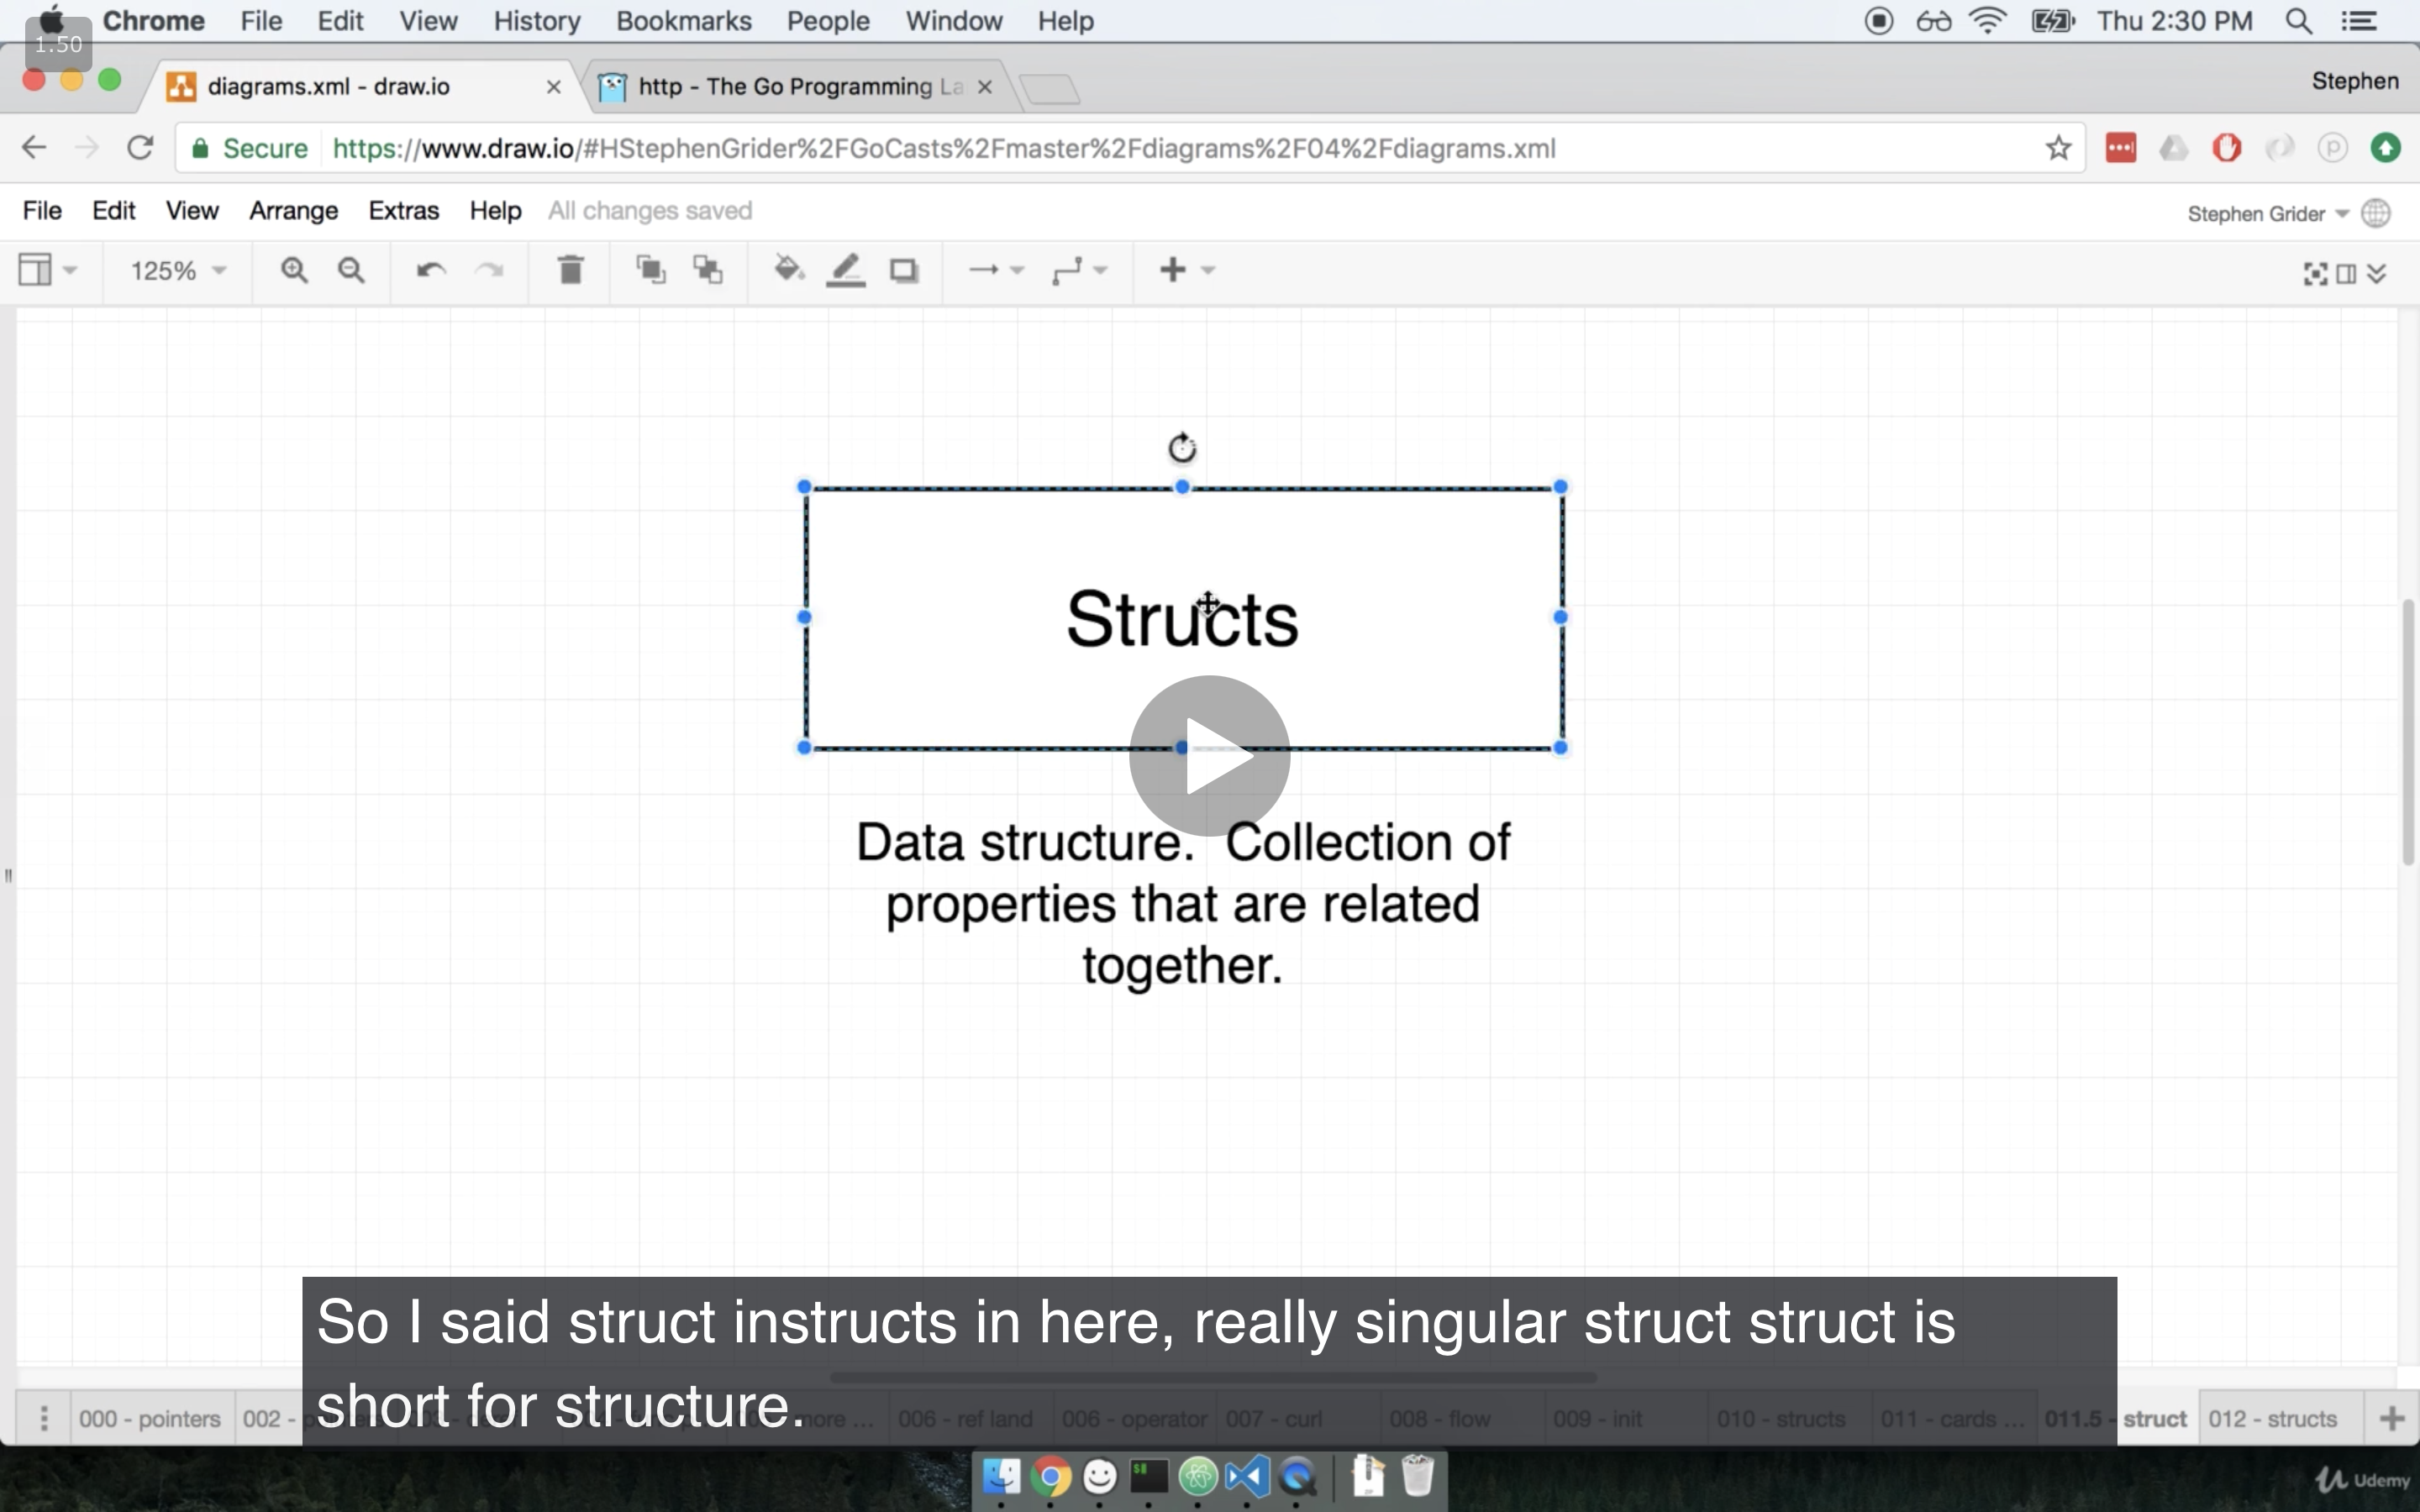 Chrome File Edit View History Bookmarks People Window Help Thu 2:30 PM
1.50
diagrams.xml - draw.io http - The Go Programming La Stephen
Secure https://www.draw.io/#HStephenGrider%2FGoCasts%2Fmaster%2Fdiagrams%2F04%2Fdiagrams.xml
File Edit View Arrange Extras Help All changes saved Stephen Grider
125%
Structs
Data structure. Collection of
properties that are related
together.
So I said struct instructs in here, really singular struct struct is
short for structure.
000 - pointers 002 - more ... 006 - ref land 006 - operator 007 - curl 008 - flow 009 - init 010 - structs 011 - cards ... 011.5 - struct 012 - structs
Udemy